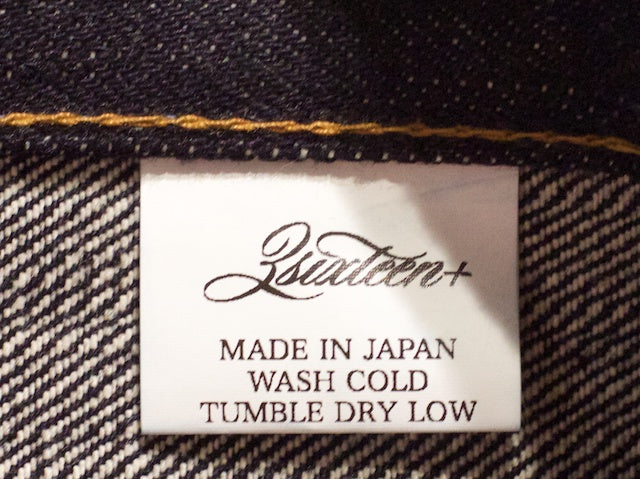 3sixteen+
MADE IN JAPAN
WASH COLD
TUMBLE DRY LOW